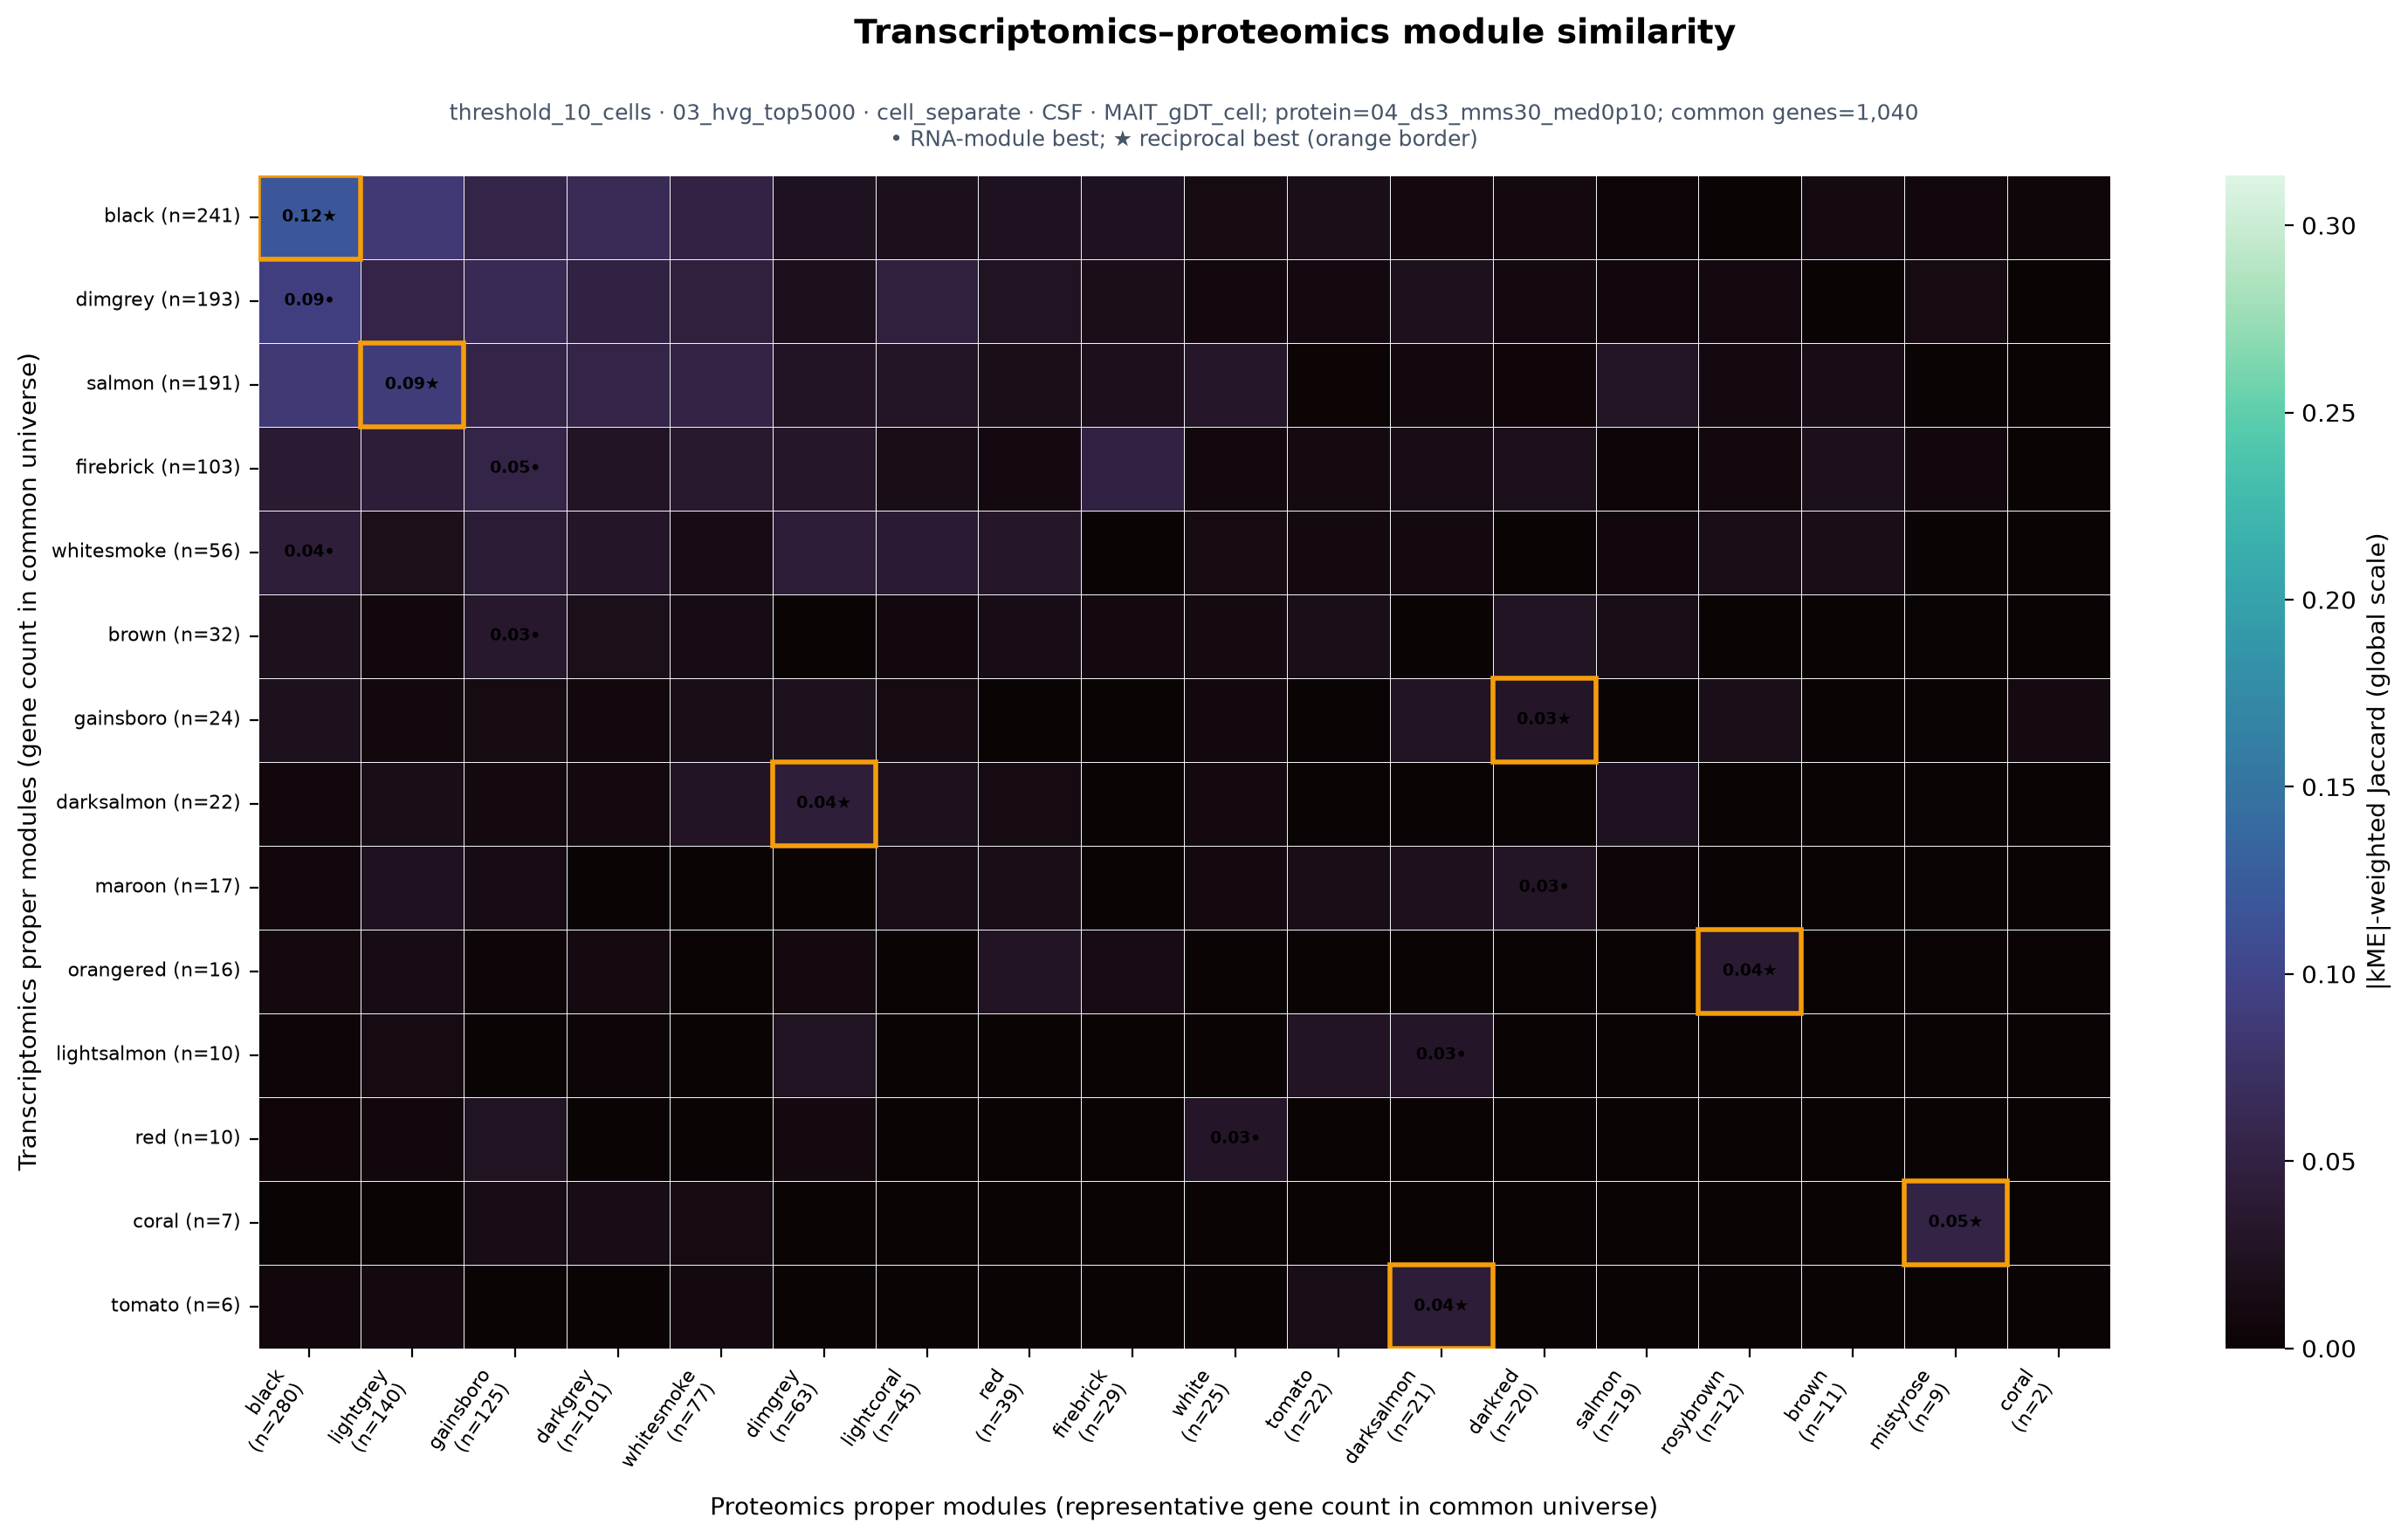 Transcriptomics–proteomics module similarity
threshold_10_cells · 03_hvg_top5000 · cell_separate · CSF · MAIT_gDT_cell; protein=04_ds3_mms30_med0p10; common genes=1,040
• RNA-module best; ★ reciprocal best (orange border)
Transcriptomics proper modules (gene count in common universe)
black (n=241)
0.12★
dimgrey (n=193)
0.09•
salmon (n=191)
0.09★
firebrick (n=103)
0.05•
whitesmoke (n=56)
0.04•
brown (n=32)
0.03•
gainsboro (n=24)
0.03★
darksalmon (n=22)
0.04★
maroon (n=17)
0.03•
orangered (n=16)
0.04★
lightsalmon (n=10)
0.03•
red (n=10)
0.03•
coral (n=7)
0.05★
tomato (n=6)
0.04★
black
(n=280)
lightgrey
(n=140)
gainsboro
(n=125)
darkgrey
(n=101)
whitesmoke
(n=77)
dimgrey
(n=63)
lightcoral
(n=45)
red
(n=39)
firebrick
(n=29)
white
(n=25)
tomato
(n=22)
darksalmon
(n=21)
darkred
(n=20)
salmon
(n=19)
rosybrown
(n=12)
brown
(n=11)
mistyrose
(n=9)
coral
(n=2)
Proteomics proper modules (representative gene count in common universe)
0.30
0.25
0.20
0.15
0.10
0.05
0.00
|kME|-weighted Jaccard (global scale)